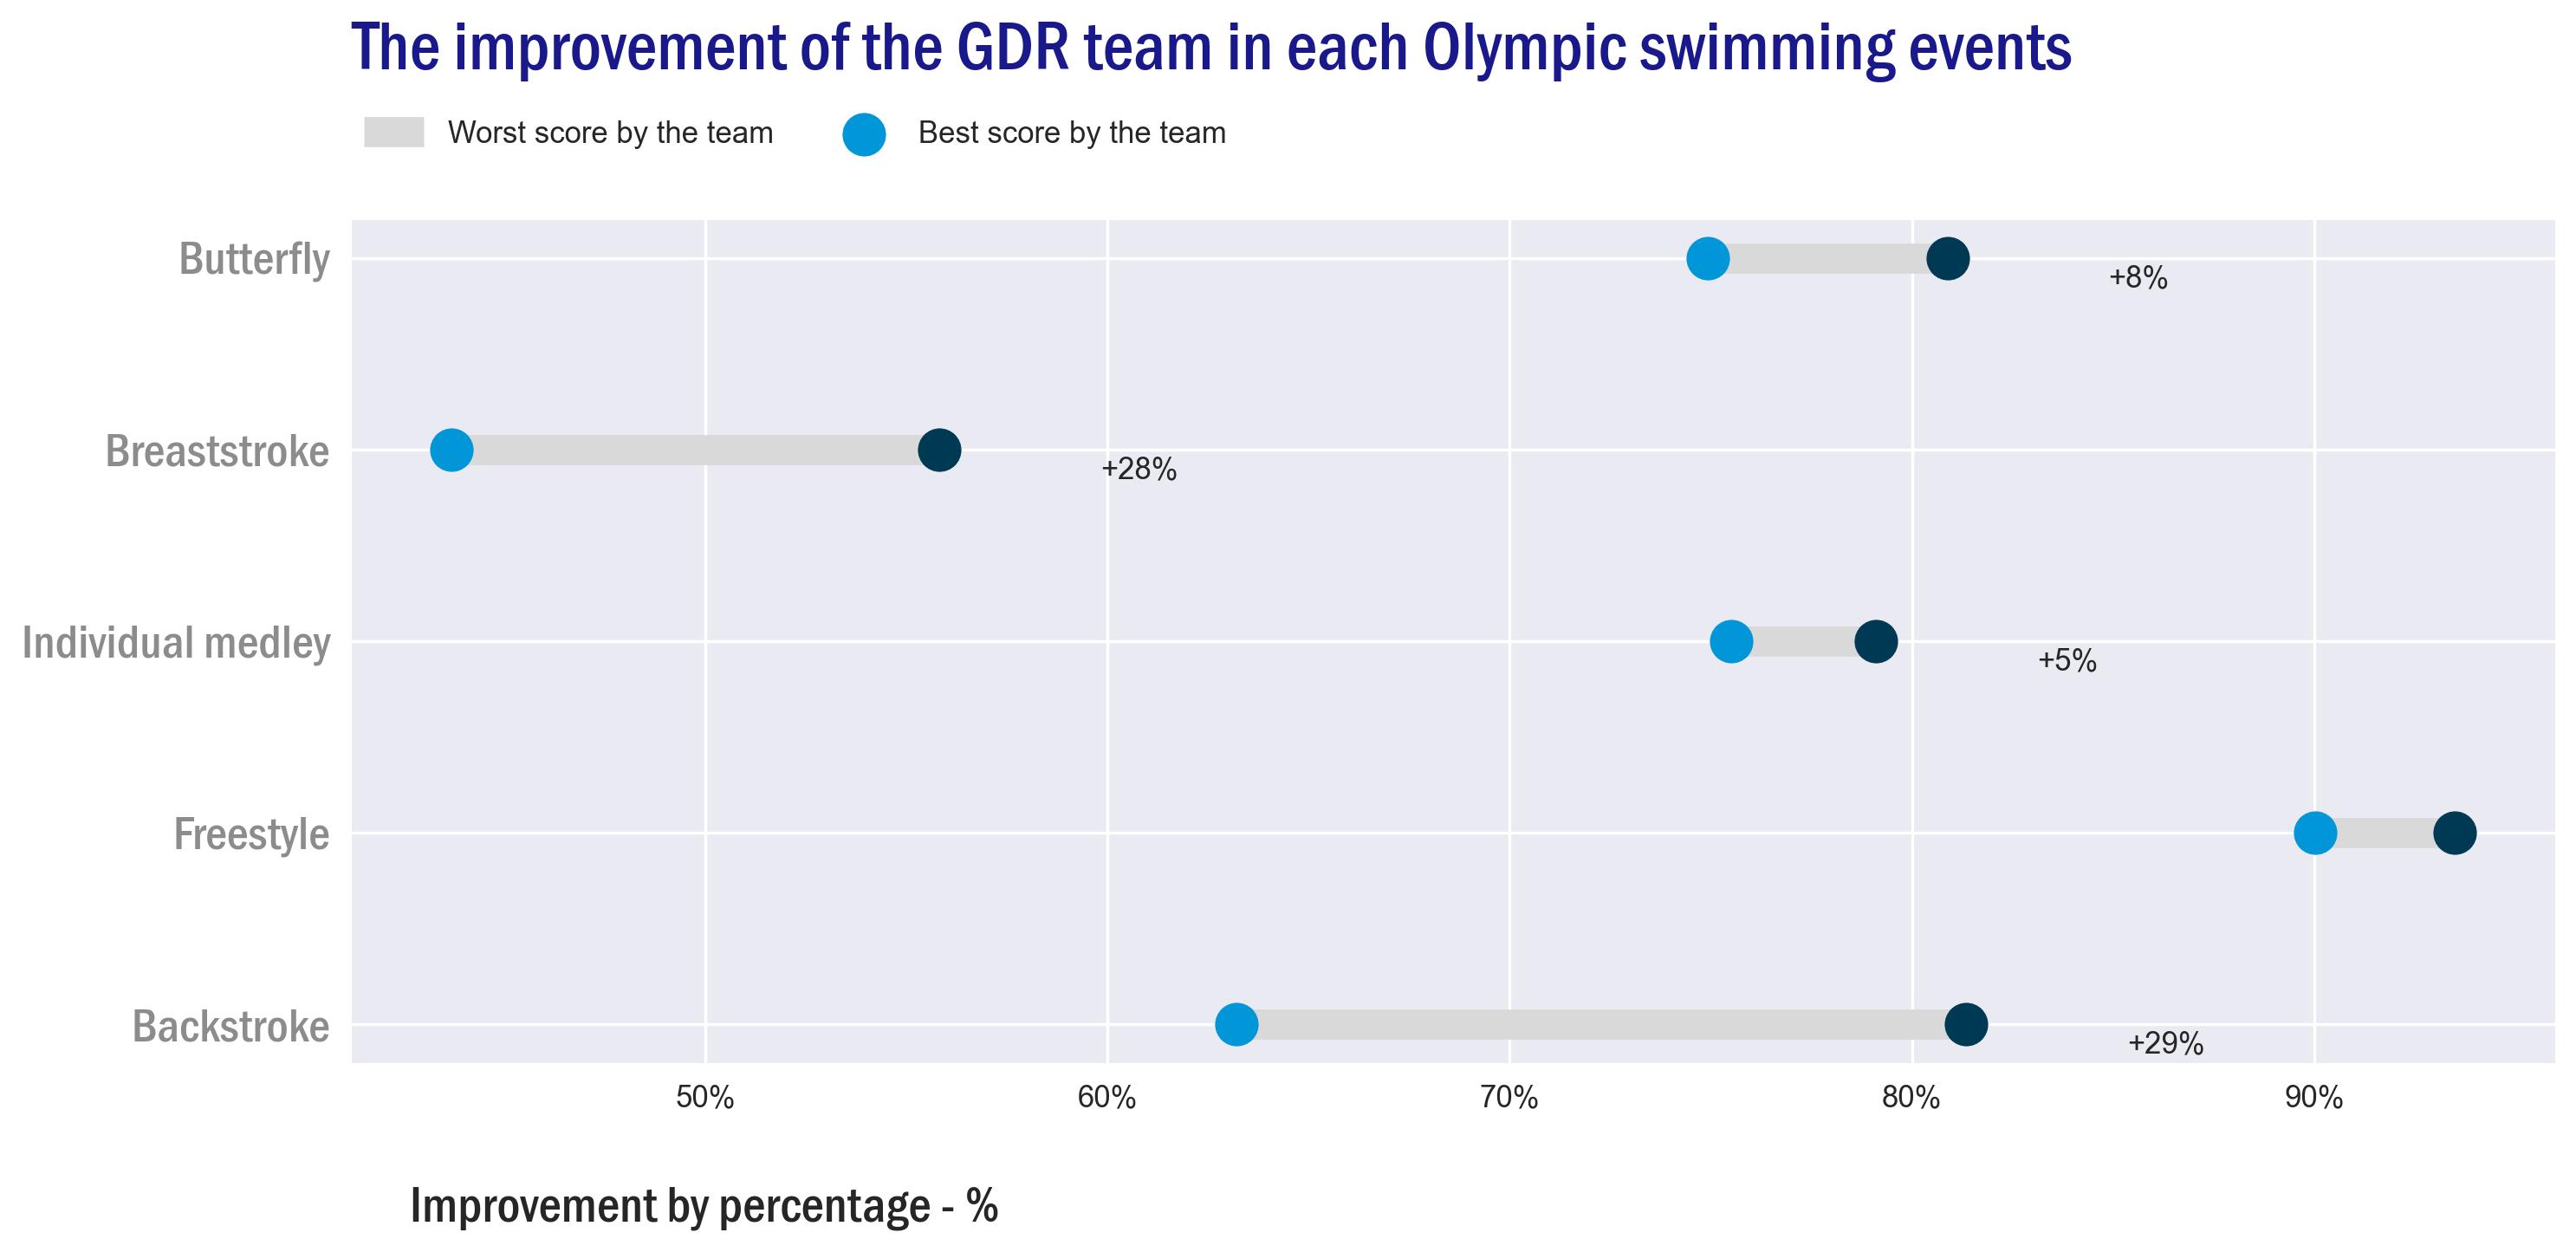 The improvement of the GDR team in each Olympic swimming events
Worst score by the team
Best score by the team
Butterfly
+8%
Breaststroke
+28%
Individual medley
+5%
Freestyle
Backstroke
+29%
50%
60%
70%
80%
90%
Improvement by percentage - %